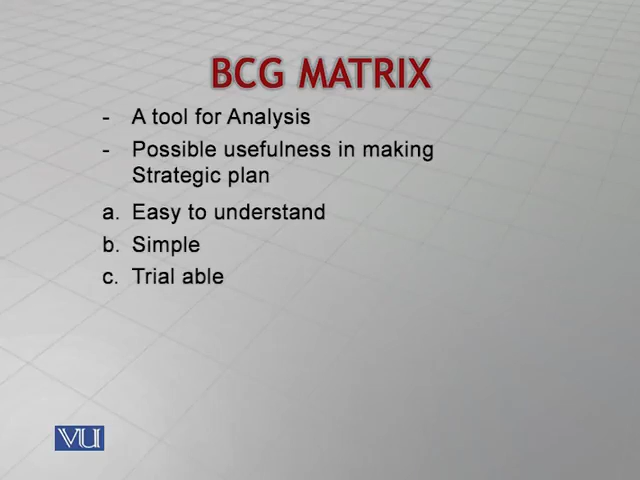 BCG MATRIX
- A tool for Analysis
- Possible usefulness in making
Strategic plan
a. Easy to understand
b. Simple
c. Trial able
VU